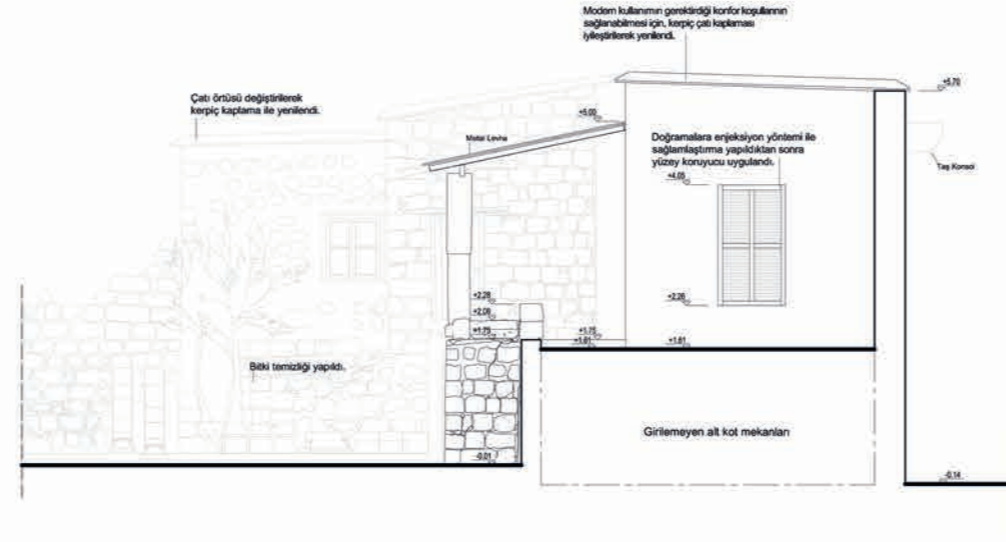 Modern kullanımın gerektirdiği konfor koşullarının
sağlanabilmesi için, kerpiç çatı kaplaması
iyileştirilerek yenilendi.
+5.70
Çatı örtüsü değiştirilerek
kerpiç kaplama ile yenilendi.
+5.00
Metal Levha
Doğramalara enjeksiyon yöntemi ile
sağlamlaştırma yapıldıktan sonra
yüzey koruyucu uygulandı.
Taş Konsol
+4.05
+2.28
+2.26
+2.08
+1.75
+1.75
+1.61
+1.61
Bitki temizliği yapıldı.
Girilemeyen alt kot mekanları
-0.01
-0.14